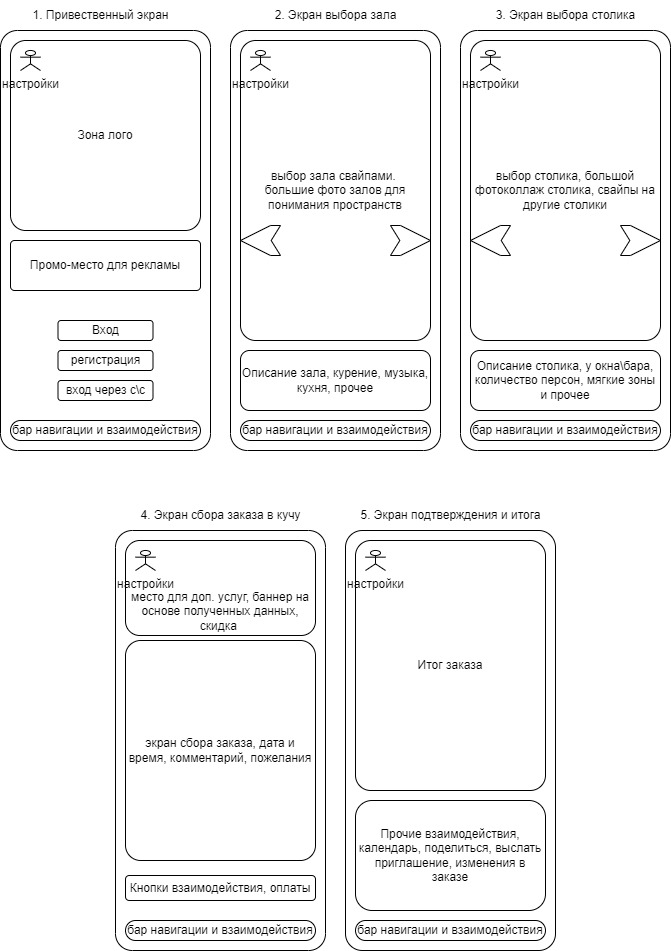 1. Привественный экран
настройки
Зона лого
Промо-место для рекламы
Вход
регистрация
вход через с\с
бар навигации и взаимодействия
2. Экран выбора зала
настройки
выбор зала свайпами.
большие фото залов для
понимания пространств
Описание зала, курение, музыка,
кухня, прочее
бар навигации и взаимодействия
3. Экран выбора столика
настройки
выбор столика, большой
фотоколлаж столика, свайпы на
другие столики
Описание столика, у окна\бара,
количество персон, мягкие зоны
и прочее
бар навигации и взаимодействия
4. Экран сбора заказа в кучу
настройки
место для доп. услуг, баннер на
основе полученных данных,
скидка
экран сбора заказа, дата и
время, комментарий, пожелания
Кнопки взаимодействия, оплаты
бар навигации и взаимодействия
5. Экран подтверждения и итога
настройки
Итог заказа
Прочие взаимодействия,
календарь, поделиться, выслать
приглашение, изменения в
заказе
бар навигации и взаимодействия